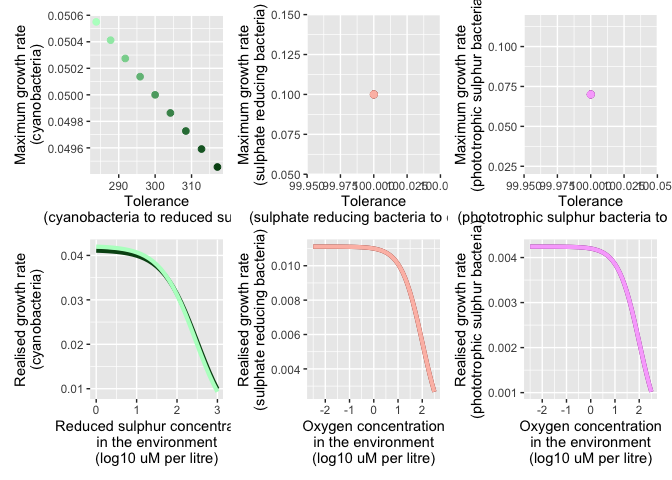 Maximum growth rate
(cyanobacteria)
0.0506
0.0504
0.0502
0.0500
0.0498
0.0496
290
300
310
Tolerance
(cyanobacteria to reduced su
Maximum growth rate
(sulphate reducing bacteria)
0.150
0.125
0.100
0.075
0.050
99.950
99.975
100.000
100.025
100.0
Tolerance
(sulphate reducing bacteria to
Maximum growth rate
(phototrophic sulphur bacteria)
0.100
0.075
0.050
0.025
99.950
99.975
100.000
100.025
100.05
Tolerance
(phototrophic sulphur bacteria to
Realised growth rate
(cyanobacteria)
0.04
0.03
0.02
0.01
0
1
2
3
Reduced sulphur concentra
in the environment
(log10 uM per litre)
Realised growth rate
(sulphate reducing bacteria)
0.010
0.008
0.006
0.004
-2
-1
0
1
2
Oxygen concentration
in the environment
(log10 uM per litre)
Realised growth rate
(phototrophic sulphur bacteria)
0.004
0.003
0.002
0.001
-2
-1
0
1
2
Oxygen concentration
in the environment
(log10 uM per litre)